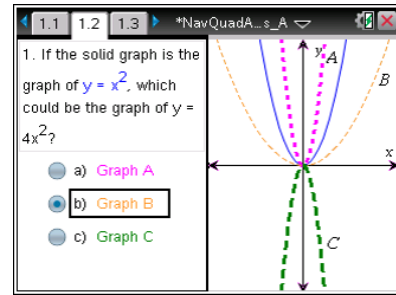 1.1 1.2 1.3 *NavQuadA...s_A
1. If the solid graph is the
graph of y = x², which
could be the graph of y =
4x²?
a) Graph A
b) Graph B
c) Graph C
y A
B
x
C